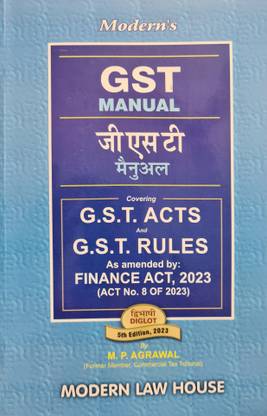 Modern's
GST
MANUAL
जी एस टी
मैनुअल
Covering
G.S.T. ACTS
And
G.S.T. RULES
As amended by:
FINANCE ACT, 2023
(ACT No. 8 OF 2023)
द्विभाषी
DIGLOT
5th Edition, 2023
By
M. P. AGRAWAL
(Former Member, Commercial Tax Tribunal)
MODERN LAW HOUSE